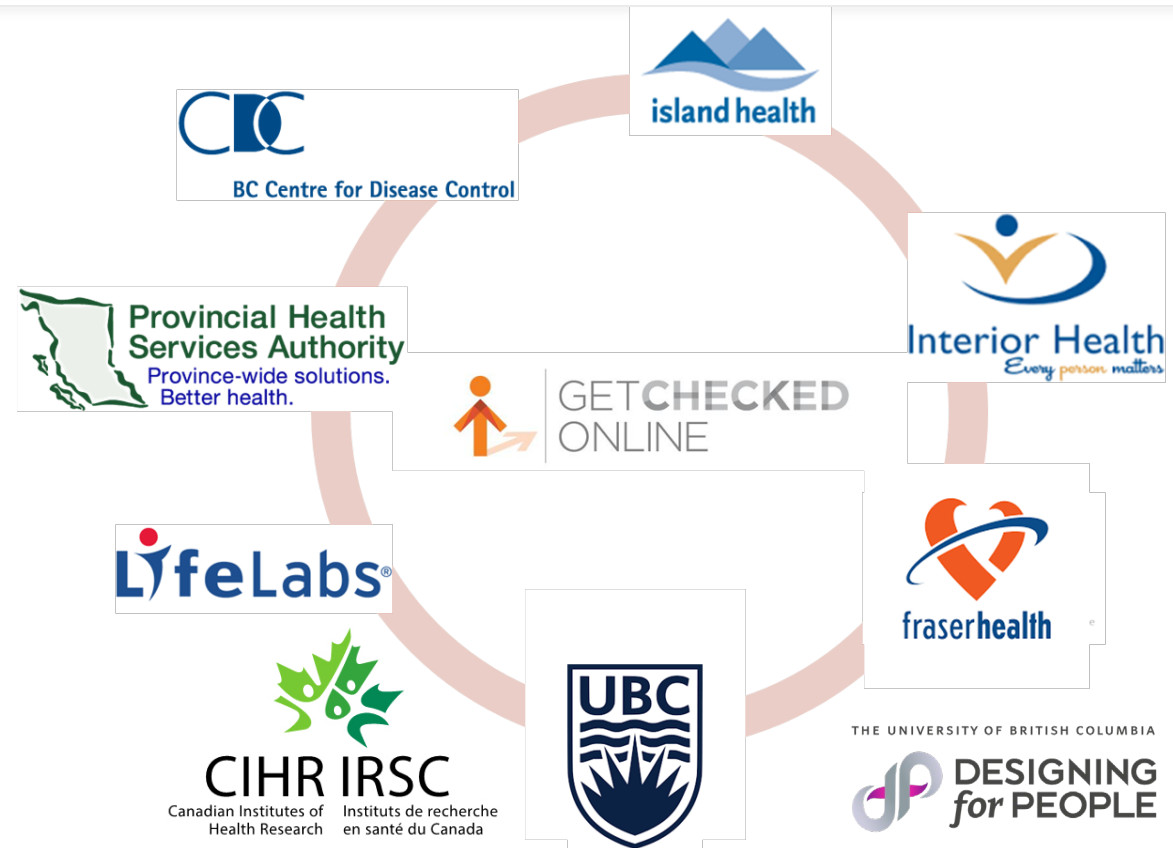 island health
CDC
BC Centre for Disease Control
Interior Health
Every person matters
Provincial Health
Services Authority
Province-wide solutions.
Better health.
GETCHECKED
ONLINE
LifeLabs®
fraserhealth
e
CIHR IRSC
Canadian Institutes of
Health Research
Instituts de recherche
en santé du Canada
UBC
THE UNIVERSITY OF BRITISH COLUMBIA
dp
DESIGNING
for PEOPLE